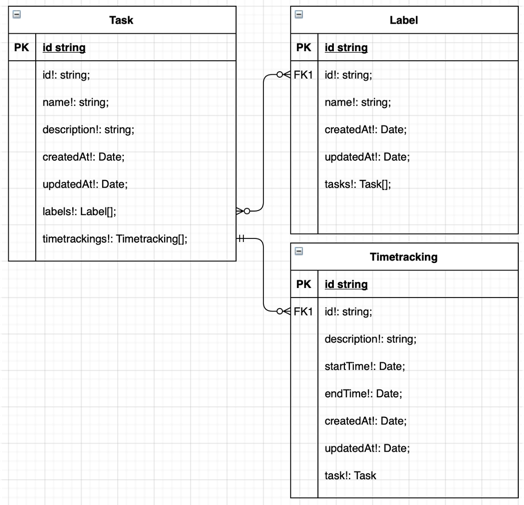 Task
PK id string
id!: string;
name!: string;
description!: string;
createdAt!: Date;
updatedAt!: Date;
labels!: Label[];
timetrackings!: Timetracking[];
Label
PK id string
FK1 id!: string;
name!: string;
createdAt!: Date;
updatedAt!: Date;
tasks!: Task[];
Timetracking
PK id string
FK1 id!: string;
description!: string;
startTime!: Date;
endTime!: Date;
createdAt!: Date;
updatedAt!: Date;
task!: Task